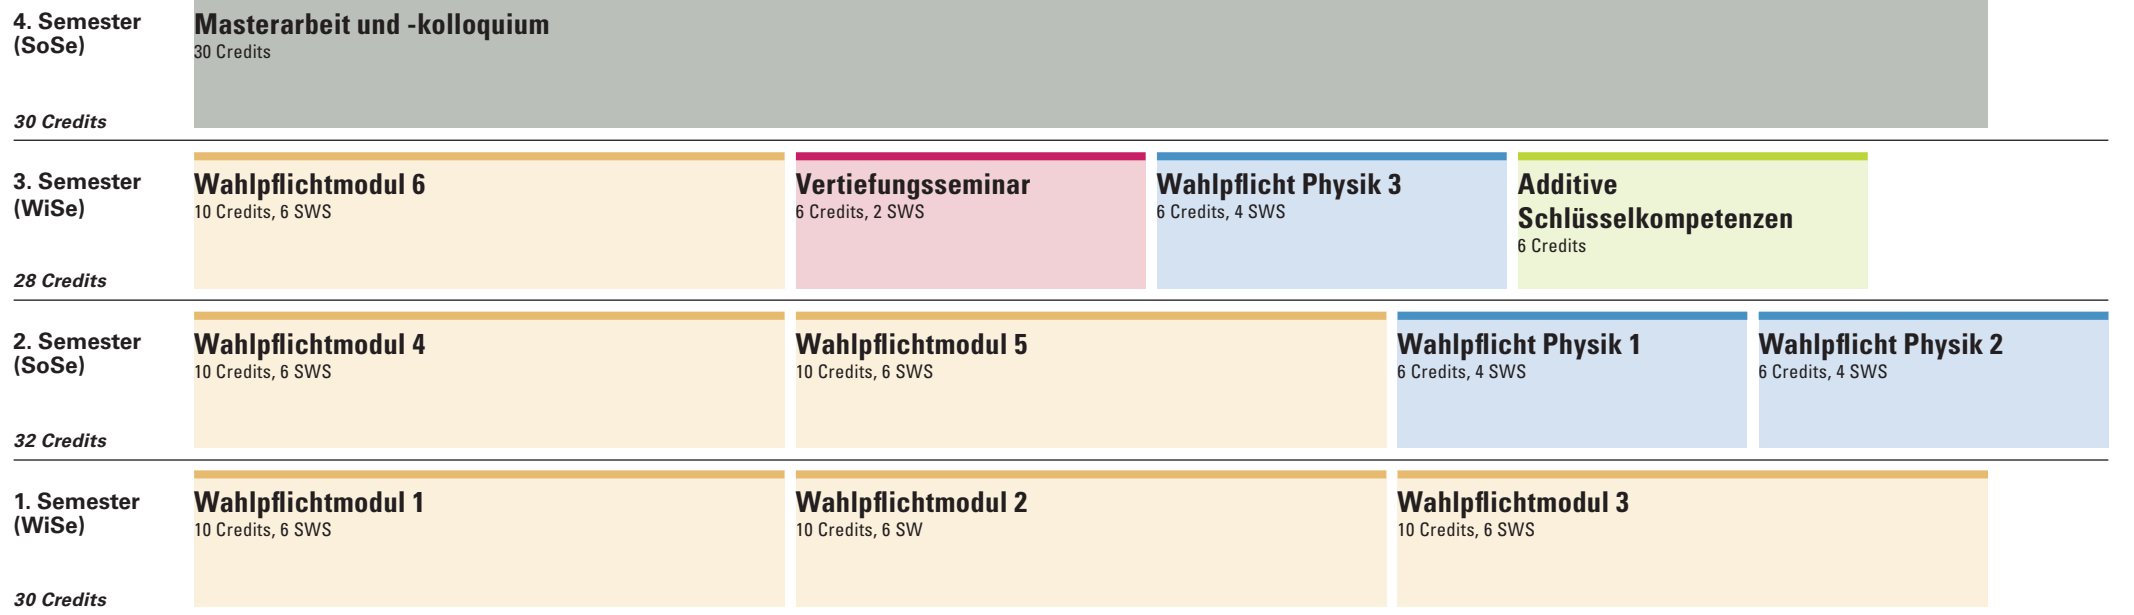 4. Semester
(SoSe)
30 Credits
Masterarbeit und -kolloquium
30 Credits
3. Semester
(WiSe)
28 Credits
Wahlpflichtmodul 6
10 Credits, 6 SWS
Vertiefungsseminar
6 Credits, 2 SWS
Wahlpflicht Physik 3
6 Credits, 4 SWS
Additive
Schlüsselkompetenzen
6 Credits
2. Semester
(SoSe)
32 Credits
Wahlpflichtmodul 4
10 Credits, 6 SWS
Wahlpflichtmodul 5
10 Credits, 6 SWS
Wahlpflicht Physik 1
6 Credits, 4 SWS
Wahlpflicht Physik 2
6 Credits, 4 SWS
1. Semester
(WiSe)
30 Credits
Wahlpflichtmodul 1
10 Credits, 6 SWS
Wahlpflichtmodul 2
10 Credits, 6 SW
Wahlpflichtmodul 3
10 Credits, 6 SWS